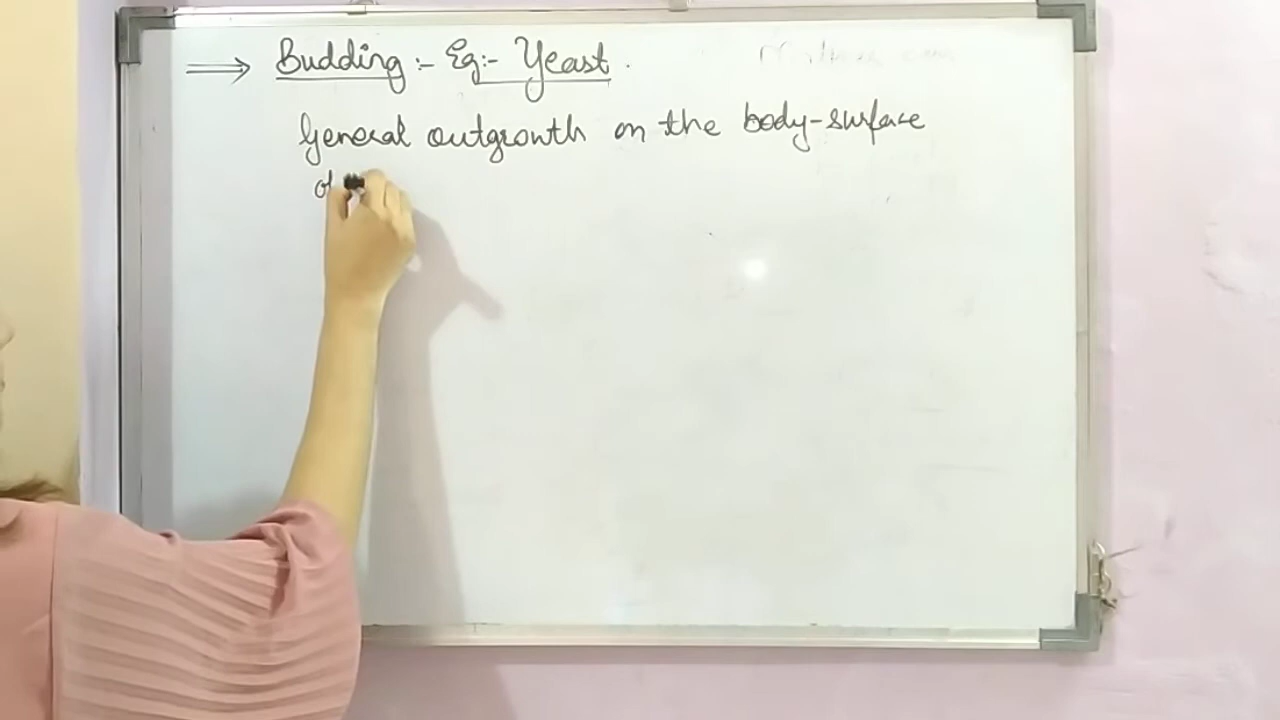 ⟹ Budding :- Eg:- Yeast.
General outgrowth on the body-surface
of